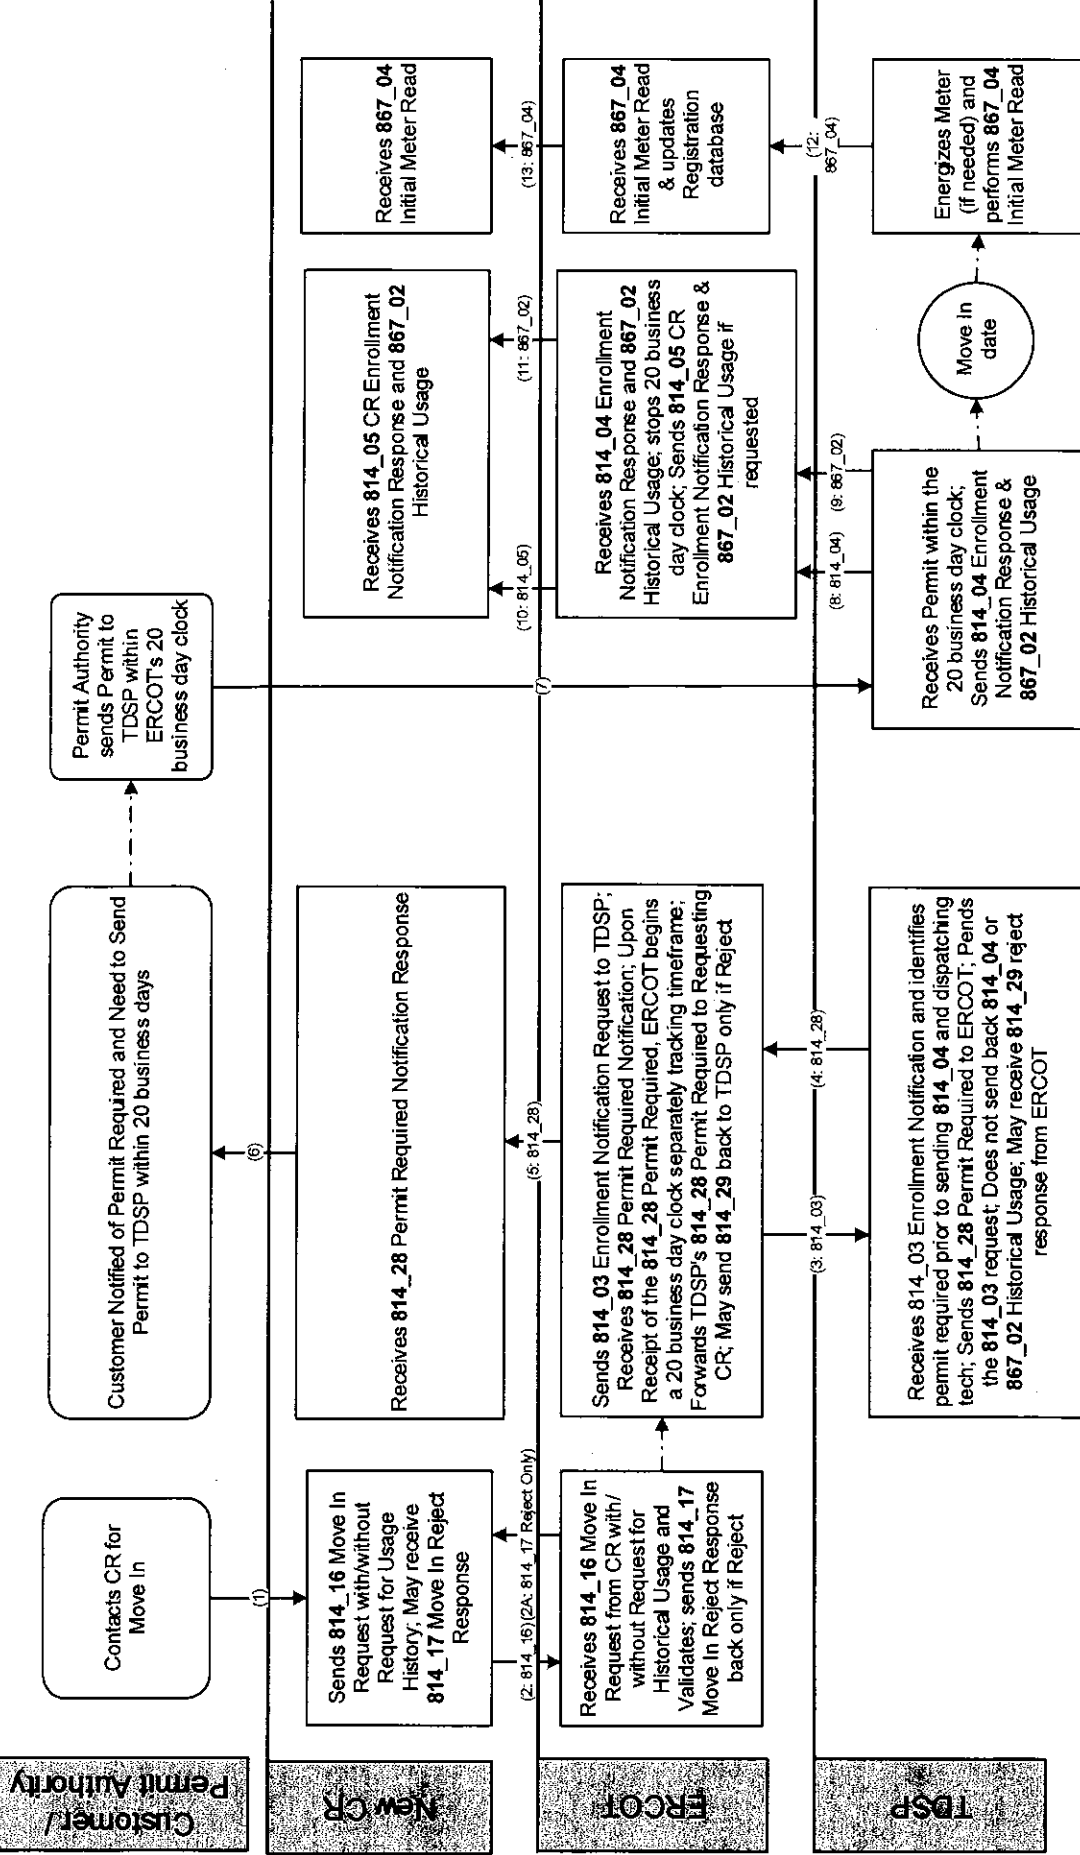 Customer/
Permit Authority
Contacts CR for
Move In
Customer Notified of Permit Required and Need to Send
Permit to TDSP within 20 business days
Permit Authority
sends Permit to
TDSP within
ERCOT's 20
business day clock
(1)
(6)
(7)
New CR
Sends 814_16 Move In
Request with/without
Request for Usage
History; May receive
814_17 Move In Reject
Response
Receives 814_28 Permit Required Notification Response
Receives 814_05 CR Enrollment
Notification Response and 867_02
Historical Usage
Receives 867_04
Initial Meter Read
(2: 814_16)
(2A: 814_17 Reject Only)
(5: 814_28)
(10: 814_05)
(11: 867_02)
(13: 867_04)
ERCOT
Receives 814_16 Move In
Request from CR with/
without Request for
Historical Usage and
Validates; sends 814_17
Move In Reject Response
back only if Reject
Sends 814_03 Enrollment Notification Request to TDSP;
Receives 814_28 Permit Required Notification; Upon
Receipt of the 814_28 Permit Required, ERCOT begins
a 20 business day clock separately tracking timeframe;
Forwards TDSP's 814_28 Permit Required to Requesting
CR; May send 814_29 back to TDSP only if Reject
Receives 814_04 Enrollment
Notification Response and 867_02
Historical Usage; stops 20 business
day clock; Sends 814_05 CR
Enrollment Notification Response &
867_02 Historical Usage if
requested
Receives 867_04
Initial Meter Read
& updates
Registration
database
(3: 814_03)
(4: 814_28)
(8: 814_04)
(9: 867_02)
(12:
867_04)
TDSP
Receives 814_03 Enrollment Notification and identifies
permit required prior to sending 814_04 and dispatching
tech; Sends 814_28 Permit Required to ERCOT; Pends
the 814_03 request; Does not send back 814_04 or
867_02 Historical Usage; May receive 814_29 reject
response from ERCOT
Receives Permit within the
20 business day clock;
Sends 814_04 Enrollment
Notification Response &
867_02 Historical Usage
Move In
date
Energizes Meter
(if needed) and
performs 867_04
Initial Meter Read